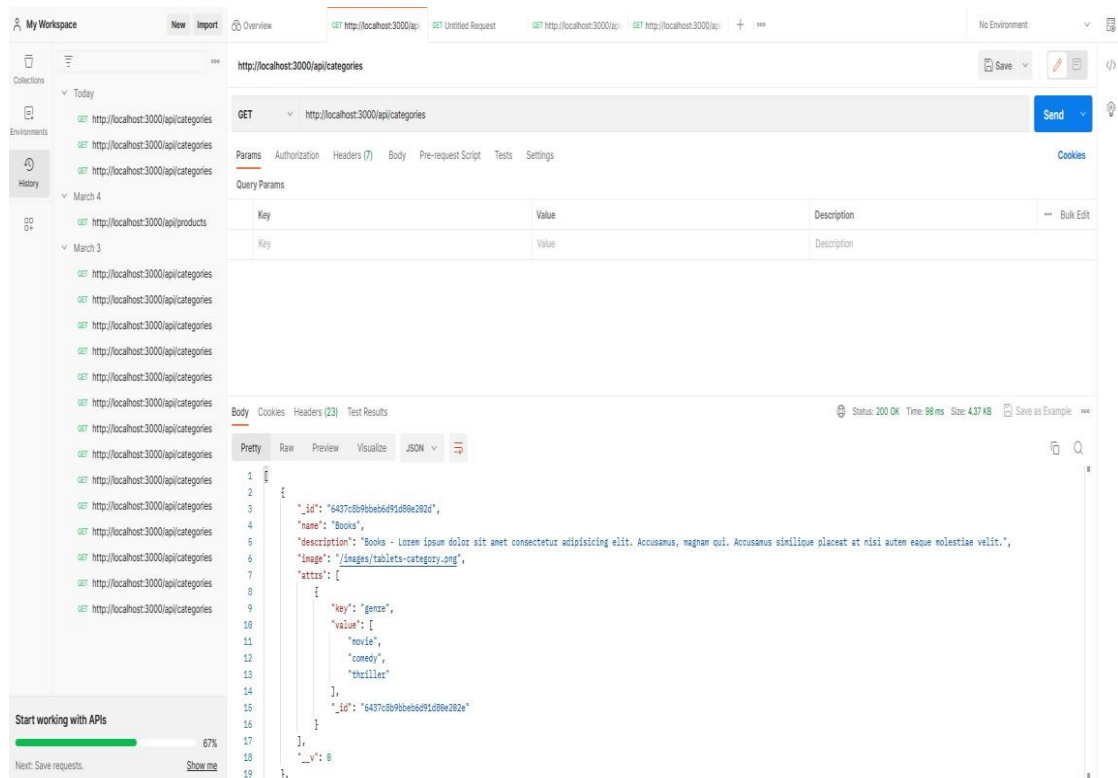 My Workspace
New Import
Overview
GET http://localhost:3000/ap
GET Untitled Request
GET http://localhost:3000/ap
GET http://localhost:3000/ap
No Environment
Collections
Environments
History
Today
GET http://localhost:3000/api/categories
GET http://localhost:3000/api/categories
GET http://localhost:3000/api/categories
March 4
GET http://localhost:3000/api/products
March 3
GET http://localhost:3000/api/categories
GET http://localhost:3000/api/categories
GET http://localhost:3000/api/categories
GET http://localhost:3000/api/categories
GET http://localhost:3000/api/categories
GET http://localhost:3000/api/categories
GET http://localhost:3000/api/categories
GET http://localhost:3000/api/categories
GET http://localhost:3000/api/categories
GET http://localhost:3000/api/categories
GET http://localhost:3000/api/categories
GET http://localhost:3000/api/categories
GET http://localhost:3000/api/categories
GET http://localhost:3000/api/categories
Start working with APIs
67%
Next: Save requests. Show me
http://localhost:3000/api/categories
Save
GET http://localhost:3000/api/categories Send
Params Authorization Headers (7) Body Pre-request Script Tests Settings Cookies
Query Params
Key Value Description Bulk Edit
Key Value Description
Body Cookies Headers (23) Test Results Status: 200 OK Time: 98 ms Size: 4.37 KB Save as Example
Pretty Raw Preview Visualize JSON
1 [
2 {
3 "_id": "6437c8b9bbeb6d91d80e202d",
4 "name": "Books",
5 "description": "Books - Lorem ipsum dolor sit amet consectetur adipisicing elit. Accusamus, magnam qui. Accusamus similique placeat at nisi autem eaque molestiae velit.",
6 "image": "/images/tablets-category.png",
7 "attrs": [
8 {
9 "key": "genre",
10 "value": [
11 "movie",
12 "comedy",
13 "thriller"
14 ],
15 "_id": "6437c8b9bbeb6d91d80e202e"
16 }
17 ],
18 "__v": 0
19 },